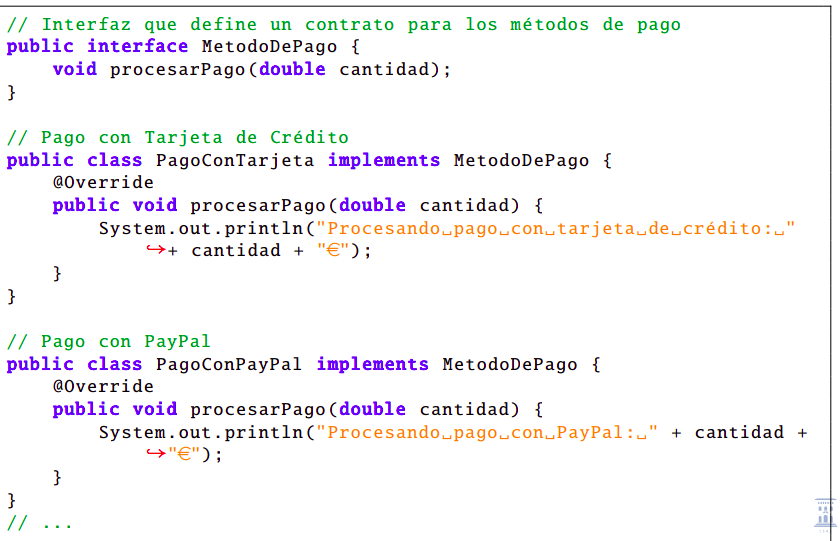 // Interfaz que define un contrato para los métodos de pago
public interface MetodoDePago {
    void procesarPago(double cantidad);
}

// Pago con Tarjeta de Crédito
public class PagoConTarjeta implements MetodoDePago {
    @Override
    public void procesarPago(double cantidad) {
        System.out.println("Procesando␣pago␣con␣tarjeta␣de␣crédito:␣"
            ↪+ cantidad + "€");
    }
}

// Pago con PayPal
public class PagoConPayPal implements MetodoDePago {
    @Override
    public void procesarPago(double cantidad) {
        System.out.println("Procesando␣pago␣con␣PayPal:␣" + cantidad +
            ↪"€");
    }
}
// ...